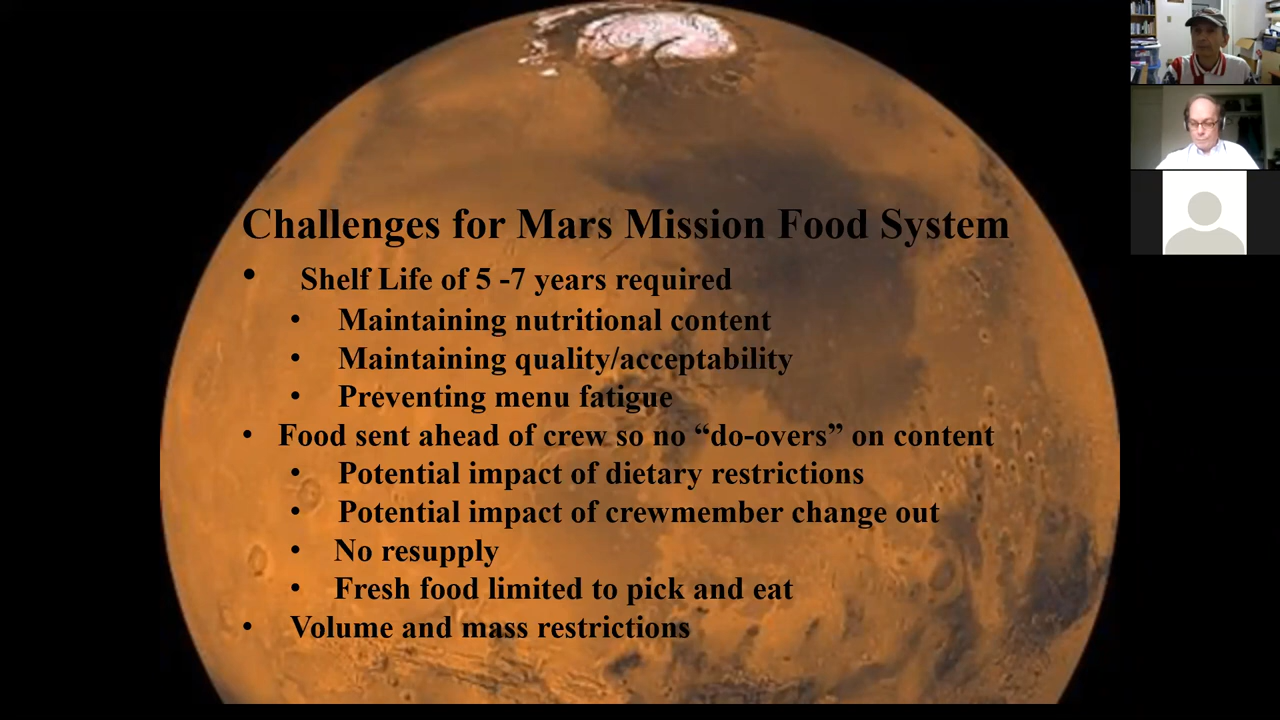 Challenges for Mars Mission Food System
• Shelf Life of 5 -7 years required
• Maintaining nutritional content
• Maintaining quality/acceptability
• Preventing menu fatigue
• Food sent ahead of crew so no “do-overs” on content
• Potential impact of dietary restrictions
• Potential impact of crewmember change out
• No resupply
• Fresh food limited to pick and eat
• Volume and mass restrictions